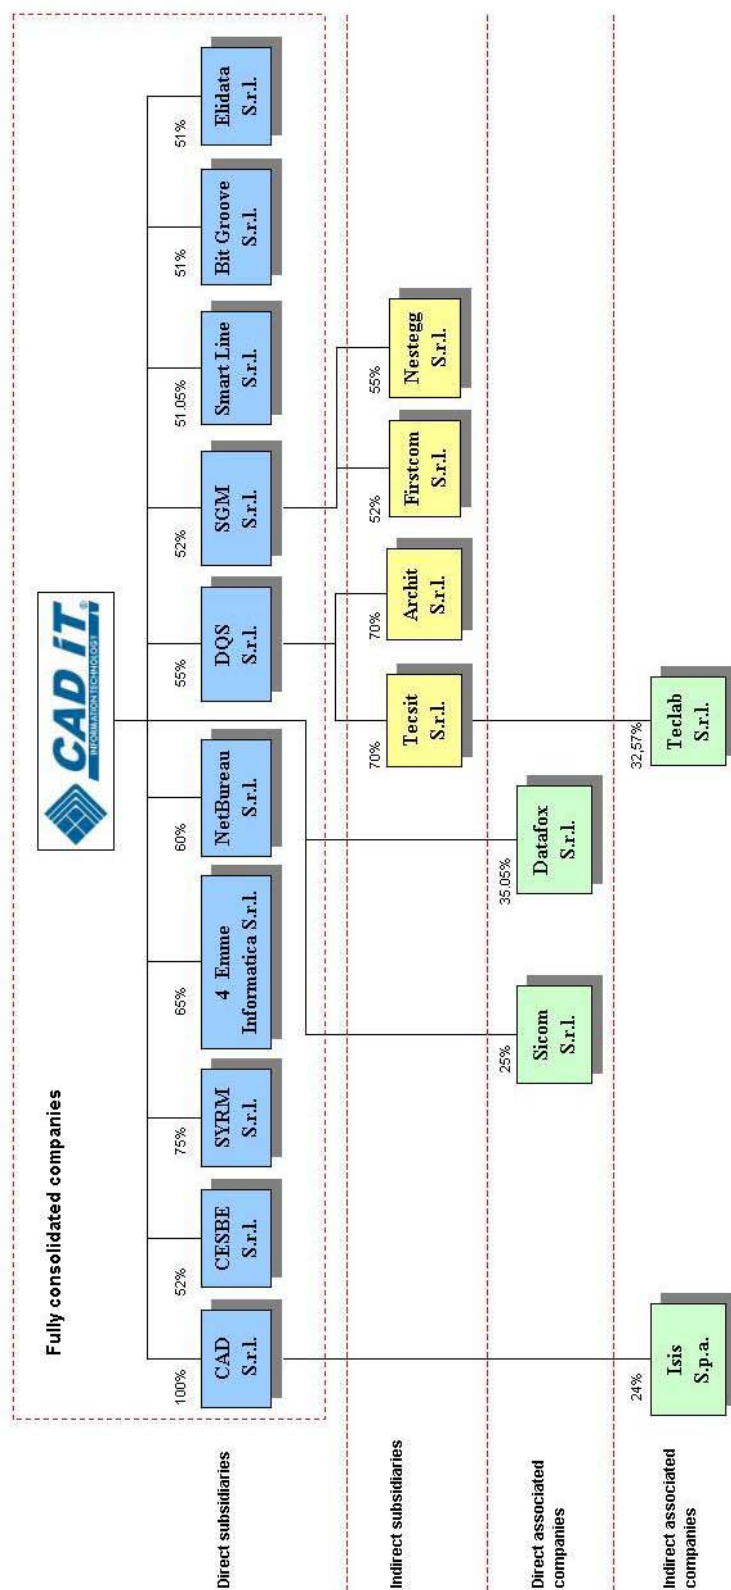 CAD iT®
INFORMATION TECHNOLOGY
Fully consolidated companies
Direct subsidiaries
100%
CAD
S.r.l.
52%
CESBE
S.r.l.
75%
SYRM
S.r.l.
65%
4 Emme
Informatica S.r.l.
60%
NetBureau
S.r.l.
55%
DQS
S.r.l.
52%
SGM
S.r.l.
51.05%
Smart Line
S.r.l.
51%
Bit Groove
S.r.l.
51%
Elidata
S.r.l.
Indirect subsidiaries
70%
Tecsit
S.r.l.
70%
Archit
S.r.l.
52%
Firstcom
S.r.l.
55%
Nestegg
S.r.l.
Direct associated
companies
25%
Sicom
S.r.l.
35,05%
Datafox
S.r.l.
Indirect associated
companies
24%
Isis
S.p.a.
32,57%
Teclab
S.r.l.